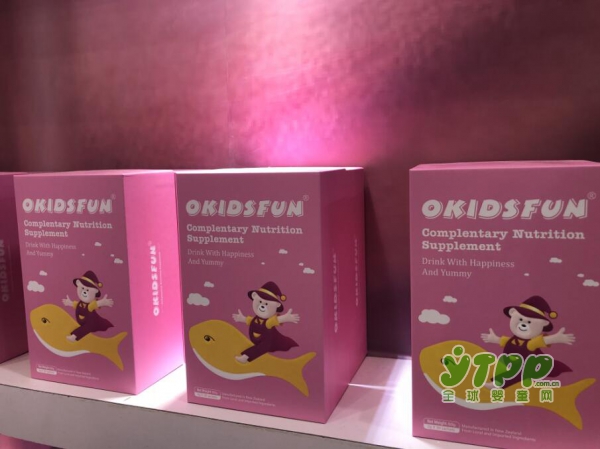 OKIDSFUN
Complentary Nutrition
Supplement
Drink With Happiness
And Yummy
OKIDSFUN
OKIDSFUN®
Complentary Nutrition
Supplement
Drink With Happiness
And Yummy
OKIDSFUN
OKIDSFUN®
Complentary Nutrition
Supplement
Drink With Happiness
And Yummy
YTPP.com.cn
全球婴童网